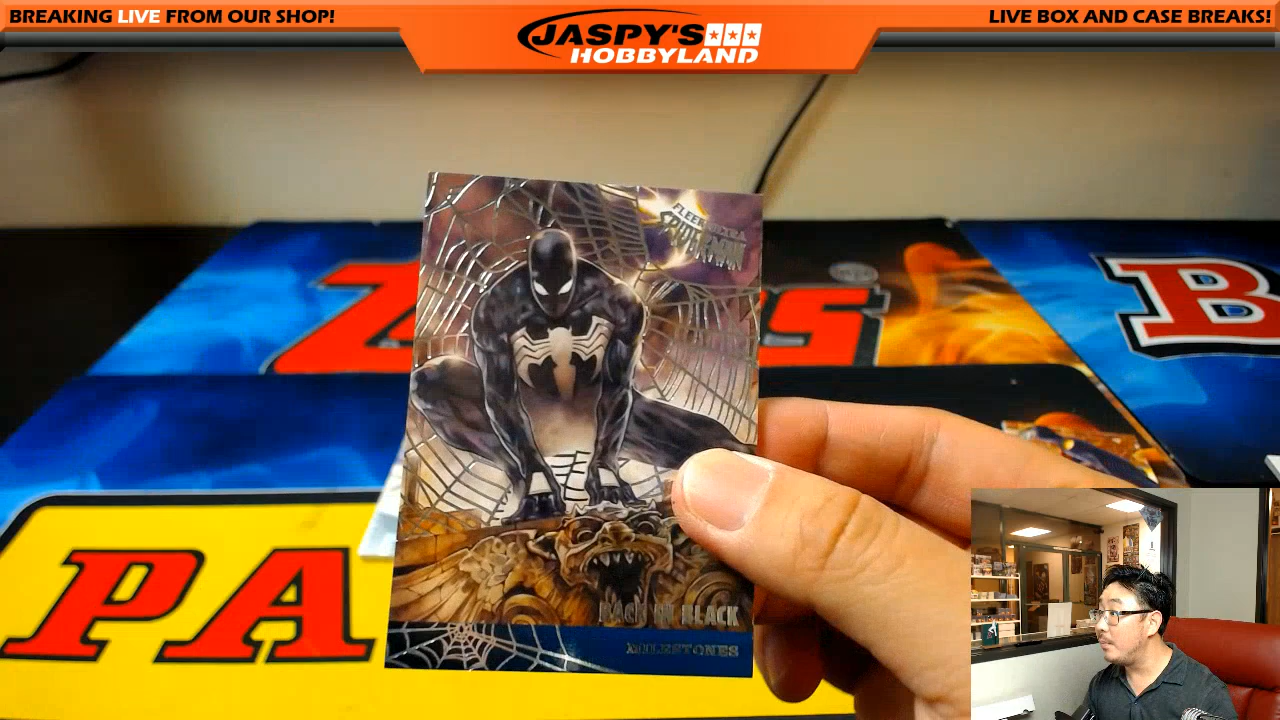 BREAKING LIVE FROM OUR SHOP!
JASPY'S
HOBBYLAND
LIVE BOX AND CASE BREAKS!
FLEER ULTRA
SPIDER-MAN
B
PA
BACK IN BLACK
MILESTONES